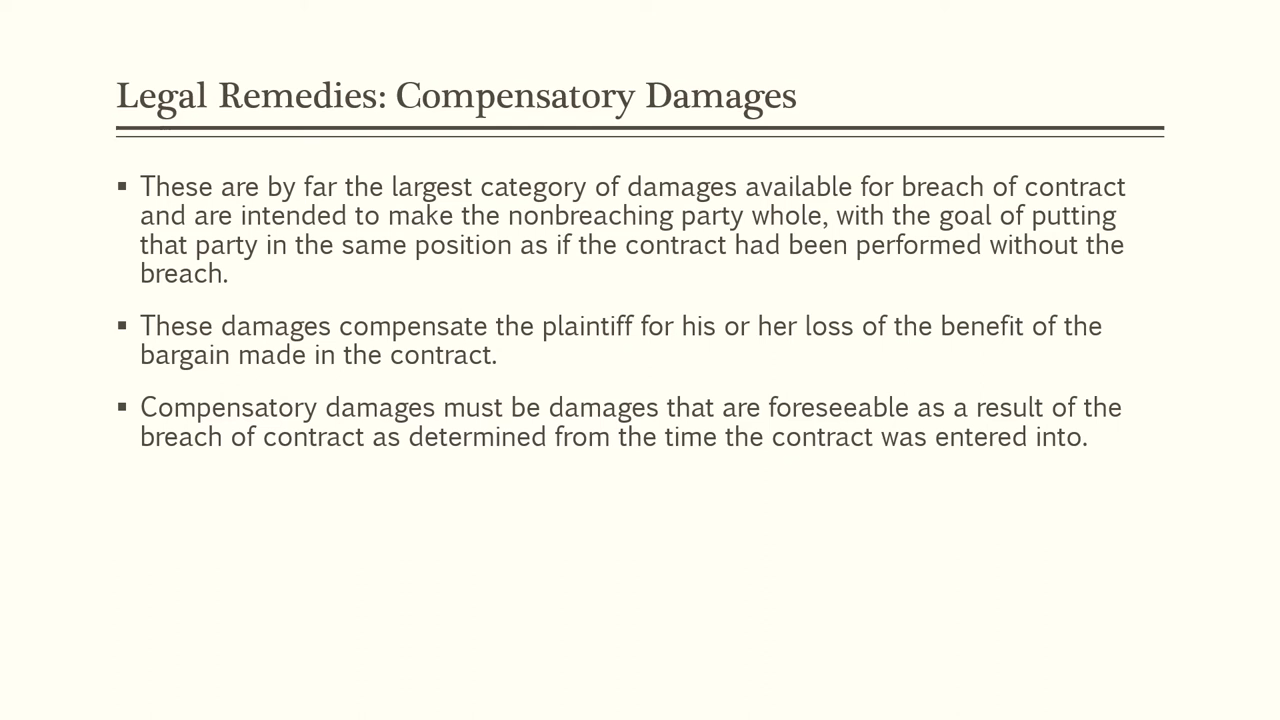 Legal Remedies: Compensatory Damages
▪ These are by far the largest category of damages available for breach of contract
and are intended to make the nonbreaching party whole, with the goal of putting
that party in the same position as if the contract had been performed without the
breach.
▪ These damages compensate the plaintiff for his or her loss of the benefit of the
bargain made in the contract.
▪ Compensatory damages must be damages that are foreseeable as a result of the
breach of contract as determined from the time the contract was entered into.